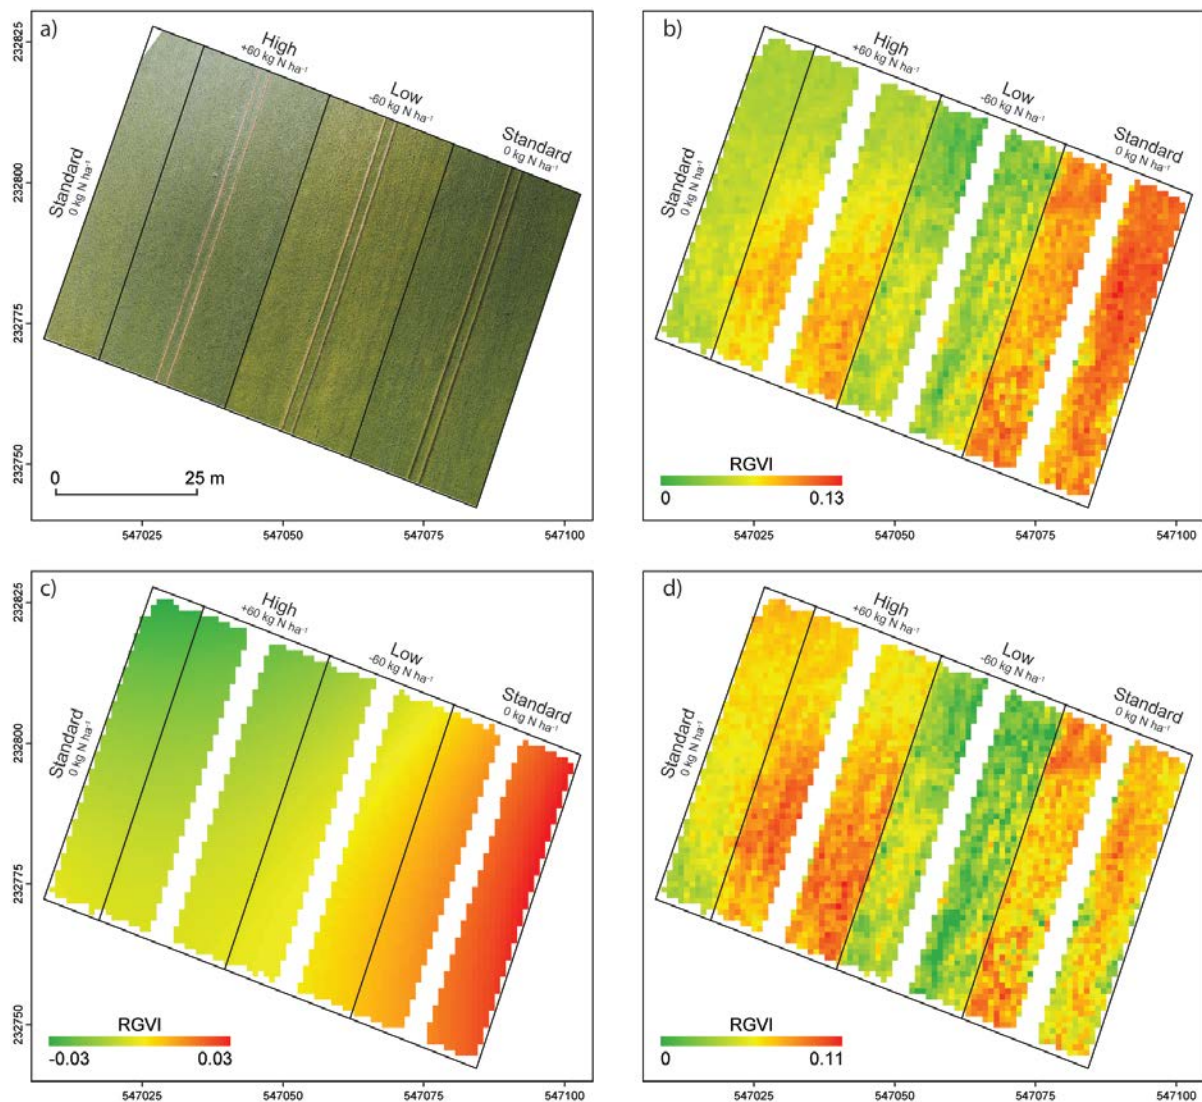 a)
High
+60 kg N ha⁻¹
Low
-60 kg N ha⁻¹
Standard
0 kg N ha⁻¹
Standard
0 kg N ha⁻¹
232825
232800
232775
232750
0 25 m
547025 547050 547075 547100
b)
High
+60 kg N ha⁻¹
Low
-60 kg N ha⁻¹
Standard
0 kg N ha⁻¹
Standard
0 kg N ha⁻¹
RGVI
0 0.13
547025 547050 547075 547100
c)
High
+60 kg N ha⁻¹
Low
-60 kg N ha⁻¹
Standard
0 kg N ha⁻¹
Standard
0 kg N ha⁻¹
232825
232800
232775
232750
RGVI
-0.03 0.03
547025 547050 547075 547100
d)
High
+60 kg N ha⁻¹
Low
-60 kg N ha⁻¹
Standard
0 kg N ha⁻¹
Standard
0 kg N ha⁻¹
RGVI
0 0.11
547025 547050 547075 547100